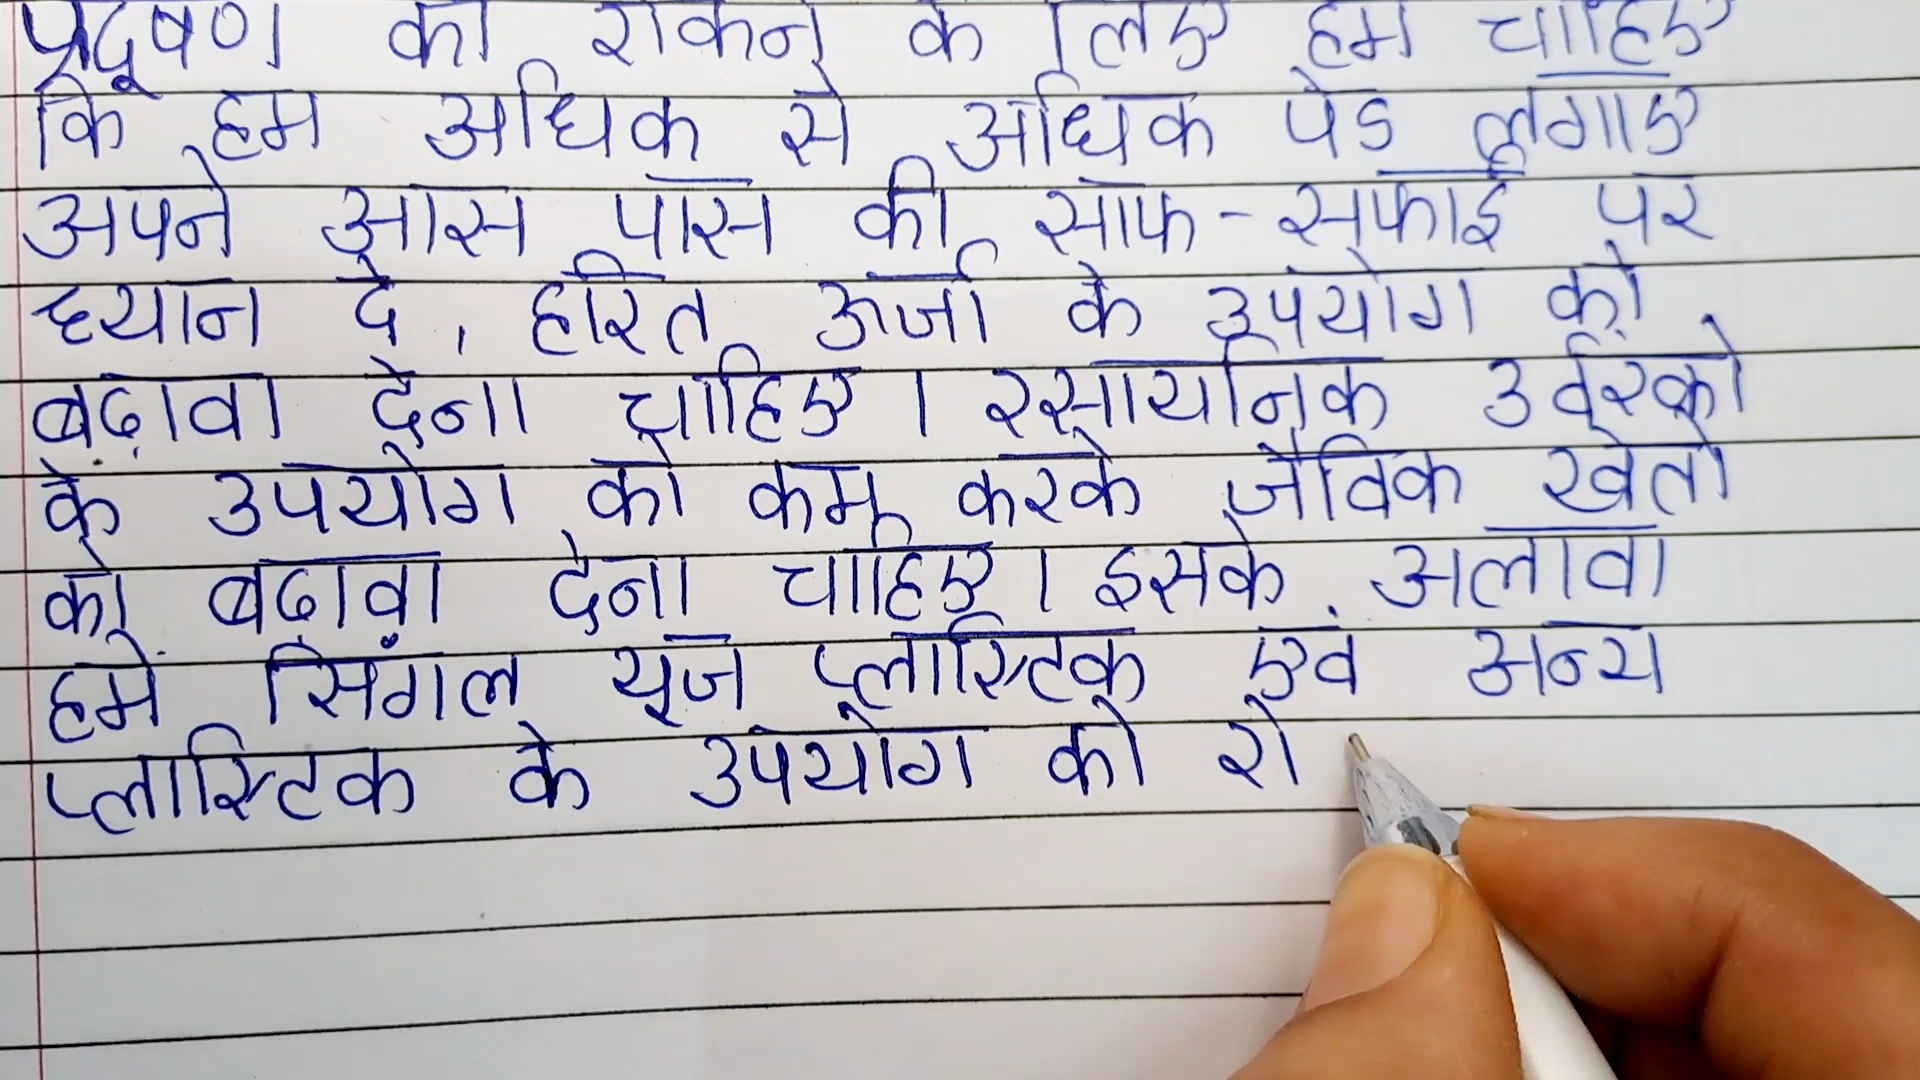 प्रदूषण को रोकने के लिए हमे चाहिए
कि हम अधिक से अधिक पेड लगाए
अपने आस पास की साफ-सफाई पर
ध्यान दे, हरित ऊर्जा के उपयोग को
बढ़ावा देना चाहिए। रसायनिक उर्वरको
के उपयोग को कम करके जैविक खेती
को बढ़ावा देना चाहिए। इसके अलावा
हमें सिंगल यूज प्लास्टिक एवं अन्य
प्लास्टिक के उपयोग को रो